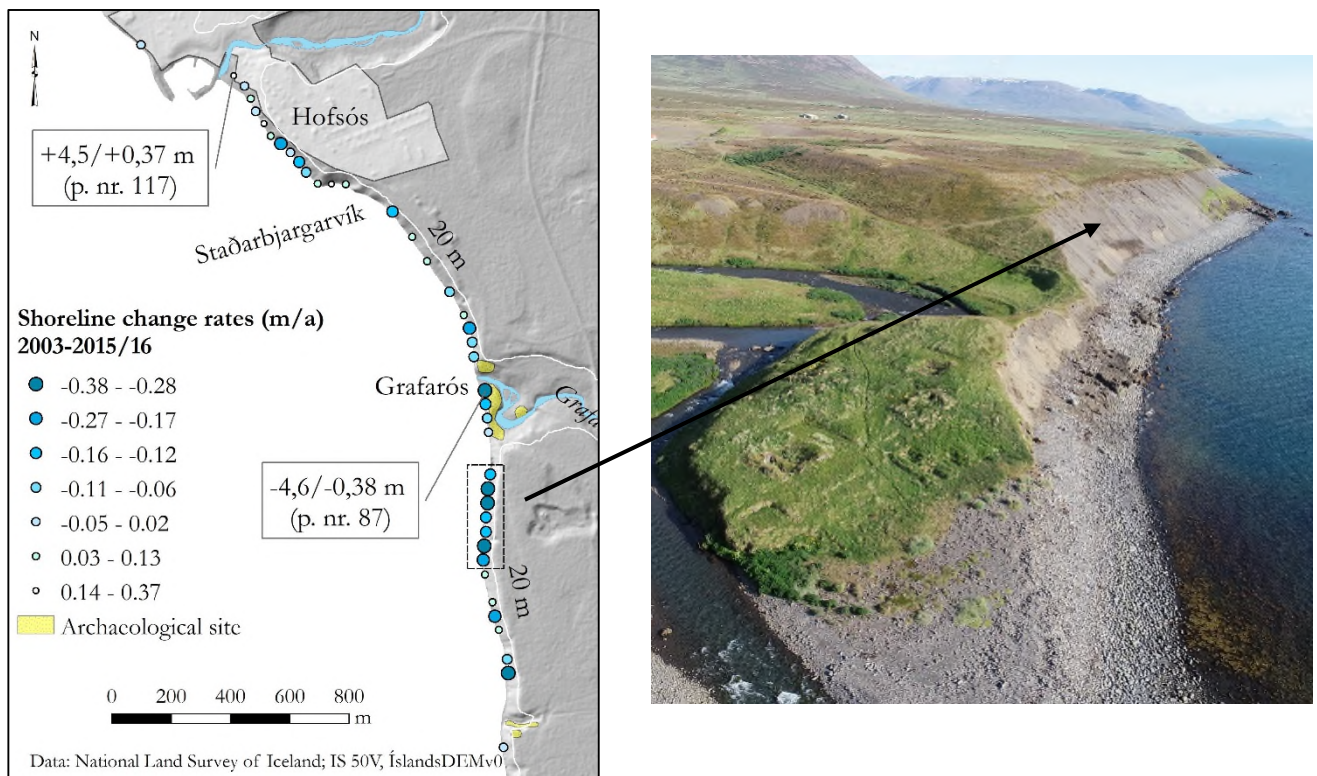 N
Hofsós
+4,5/+0,37 m
(p. nr. 117)
Staðarbjargarvík
20 m
Shoreline change rates (m/a)
2003-2015/16
-0.38 - -0.28
-0.27 - -0.17
-0.16 - -0.12
-0.11 - -0.06
-0.05 - 0.02
0.03 - 0.13
0.14 - 0.37
Archaeological site
Grafarós
Grafa
-4,6/-0,38 m
(p. nr. 87)
20 m
0 200 400 600 800
m
Data: National Land Survey of Iceland; IS 50V, ÍslandsDEMv0